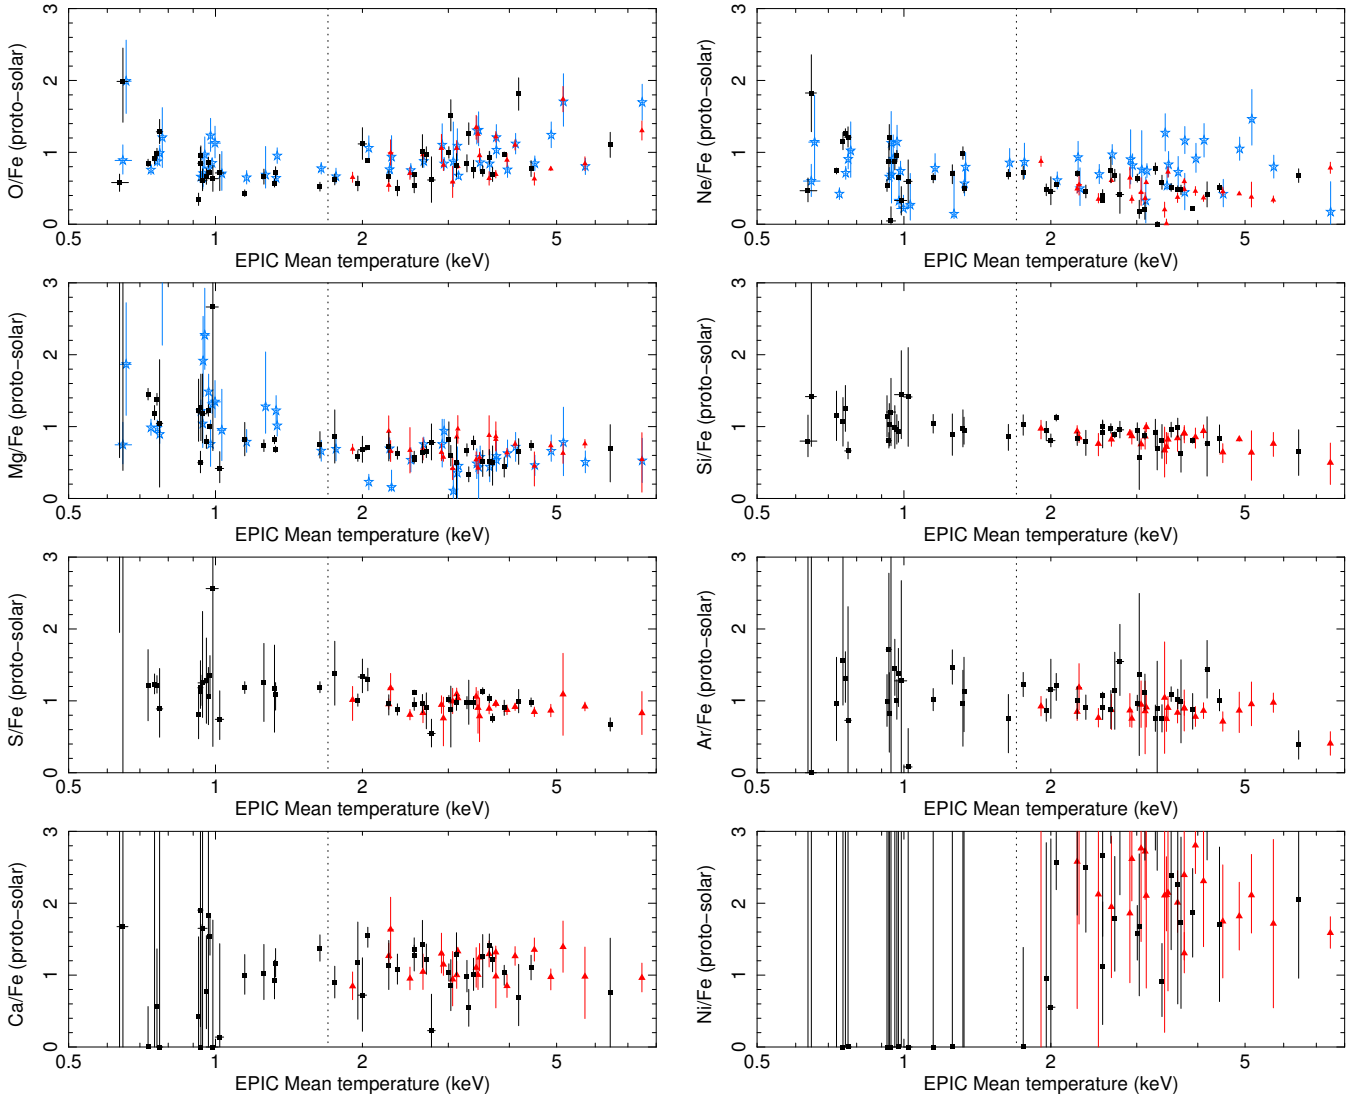 O/Fe (proto−solar)
3
2
1
0
0.5 1 2 5
EPIC Mean temperature (keV)
Ne/Fe (proto−solar)
3
2
1
0
0.5 1 2 5
EPIC Mean temperature (keV)
Mg/Fe (proto−solar)
3
2
1
0
0.5 1 2 5
EPIC Mean temperature (keV)
Si/Fe (proto−solar)
3
2
1
0
0.5 1 2 5
EPIC Mean temperature (keV)
S/Fe (proto−solar)
3
2
1
0
0.5 1 2 5
EPIC Mean temperature (keV)
Ar/Fe (proto−solar)
3
2
1
0
0.5 1 2 5
EPIC Mean temperature (keV)
Ca/Fe (proto−solar)
3
2
1
0
0.5 1 2 5
EPIC Mean temperature (keV)
Ni/Fe (proto−solar)
3
2
1
0
0.5 1 2 5
EPIC Mean temperature (keV)